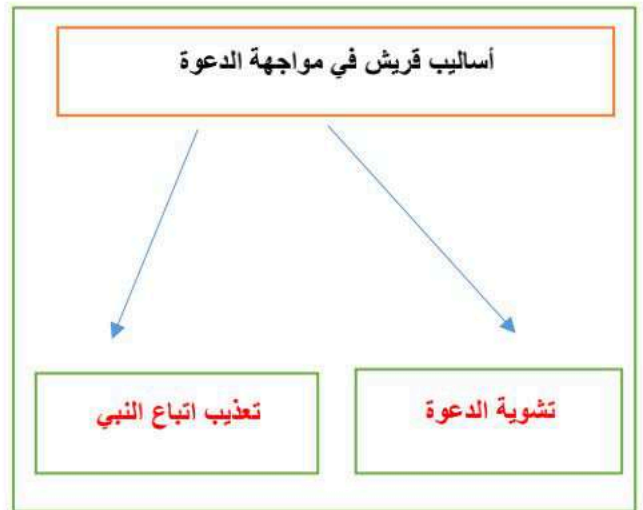 أساليب قريش في مواجهة الدعوة
تشوية الدعوة
تعذيب اتباع النبي